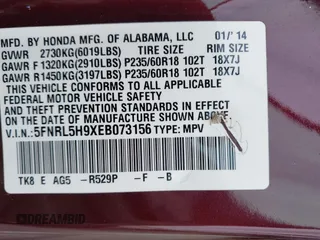 MFD. BY HONDA MFG. OF ALABAMA, LLC 01/'14
GVWR 2730KG(6019LBS) TIRE SIZE RIM SIZE
GAWR F 1320KG(2910LBS) P235/60R18 102T 18X7J
GAWR R1450KG(3197LBS) P235/60R18 102T 18X7J
THIS VEHICLE CONFORMS TO ALL APPLICABLE
FEDERAL MOTOR VEHICLE SAFETY
AND THEFT PREVENTION STANDARDS IN EFFECT ON
THE DATE OF MANUFACTURE SHOWN ABOVE
V.I.N.: 5FNRL5H9XEB073156 TYPE: MPV
TK8 E AG5 -R529P -F -B
DREAMBID